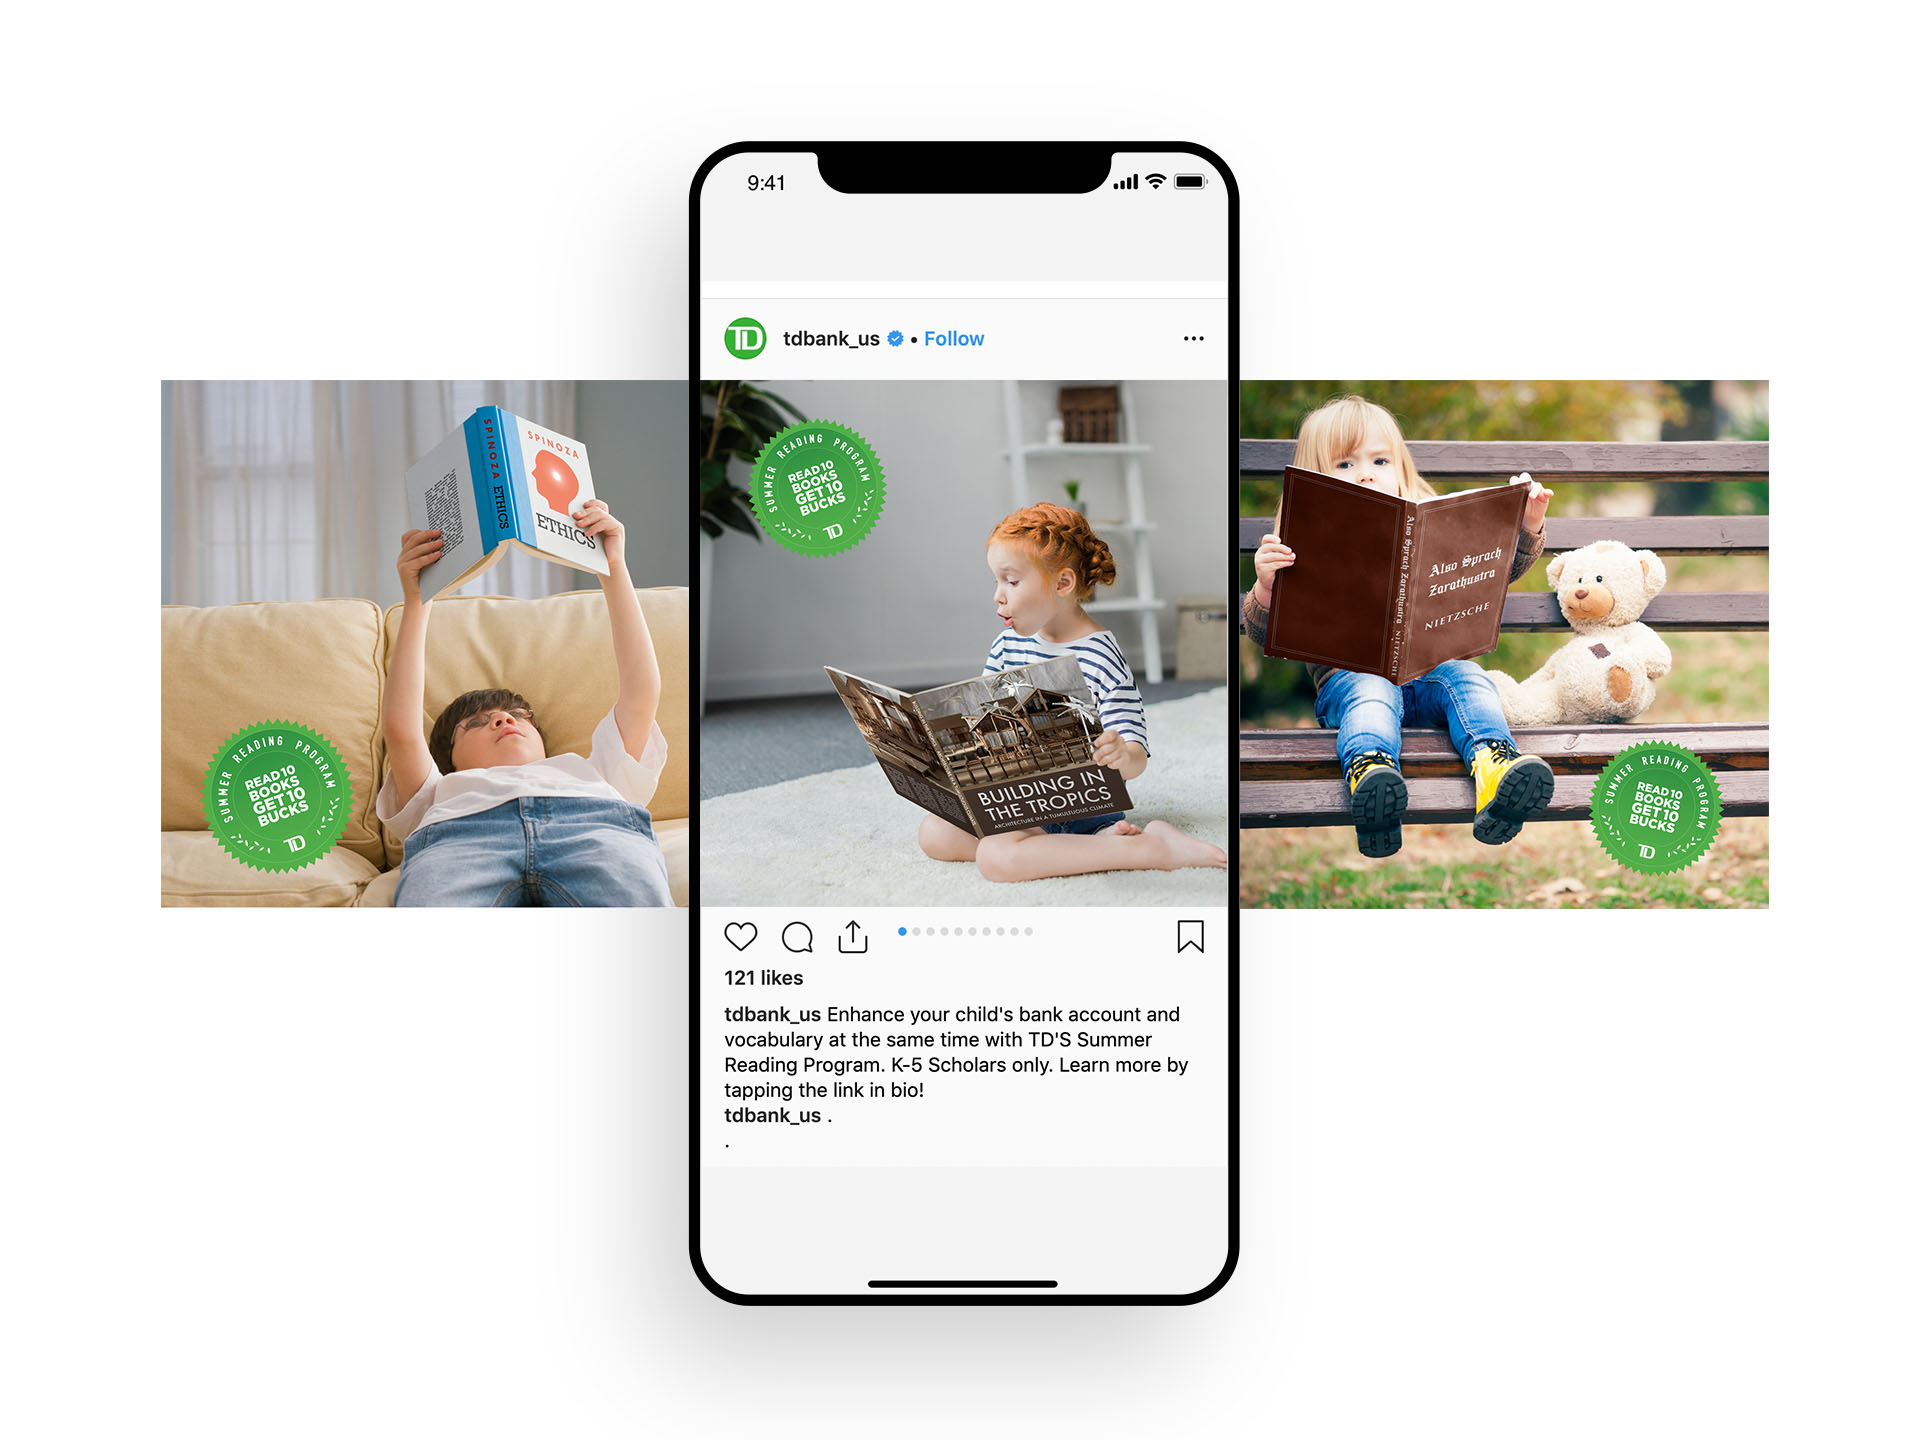 9:41
TD
tdbank_us • Follow
SPINOZA
ETHICS
SPINOZA ETHICS
SUMMER READING PROGRAM
READ 10
BOOKS
GET 10
BUCKS
TD
SUMMER READING PROGRAM
READ 10
BOOKS
GET 10
BUCKS
TD
BUILDING IN
THE TROPICS
ARCHITECTURE IN A TUMULTUOUS CLIMATE
Also Sprach Zarathustra NIETZSCHE
Also Sprach
Zarathustra
NIETZSCHE
SUMMER READING PROGRAM
READ 10
BOOKS
GET 10
BUCKS
TD
121 likes
tdbank_us Enhance your child's bank account and
vocabulary at the same time with TD'S Summer
Reading Program. K-5 Scholars only. Learn more by
tapping the link in bio!
tdbank_us .
.